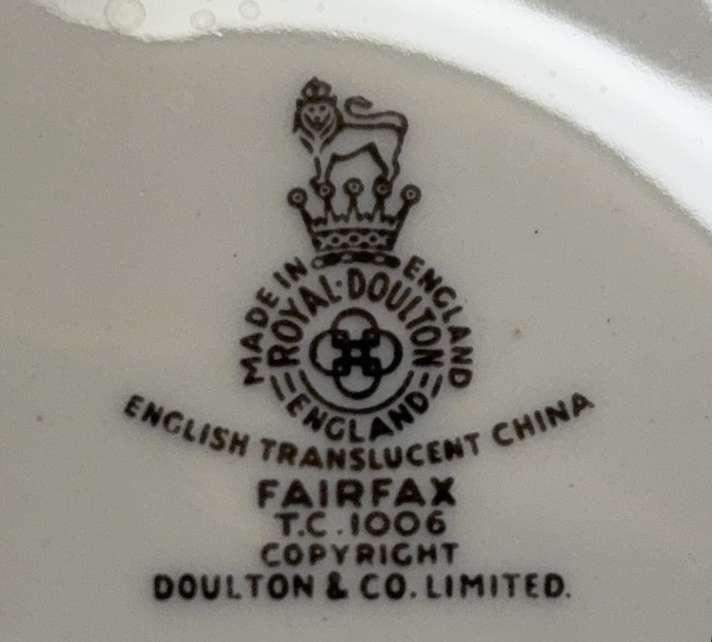 MADE IN ENGLAND
ROYAL·DOULTON
ENGLAND
ENGLISH TRANSLUCENT CHINA
FAIRFAX
T.C.1006
COPYRIGHT
DOULTON & CO. LIMITED.